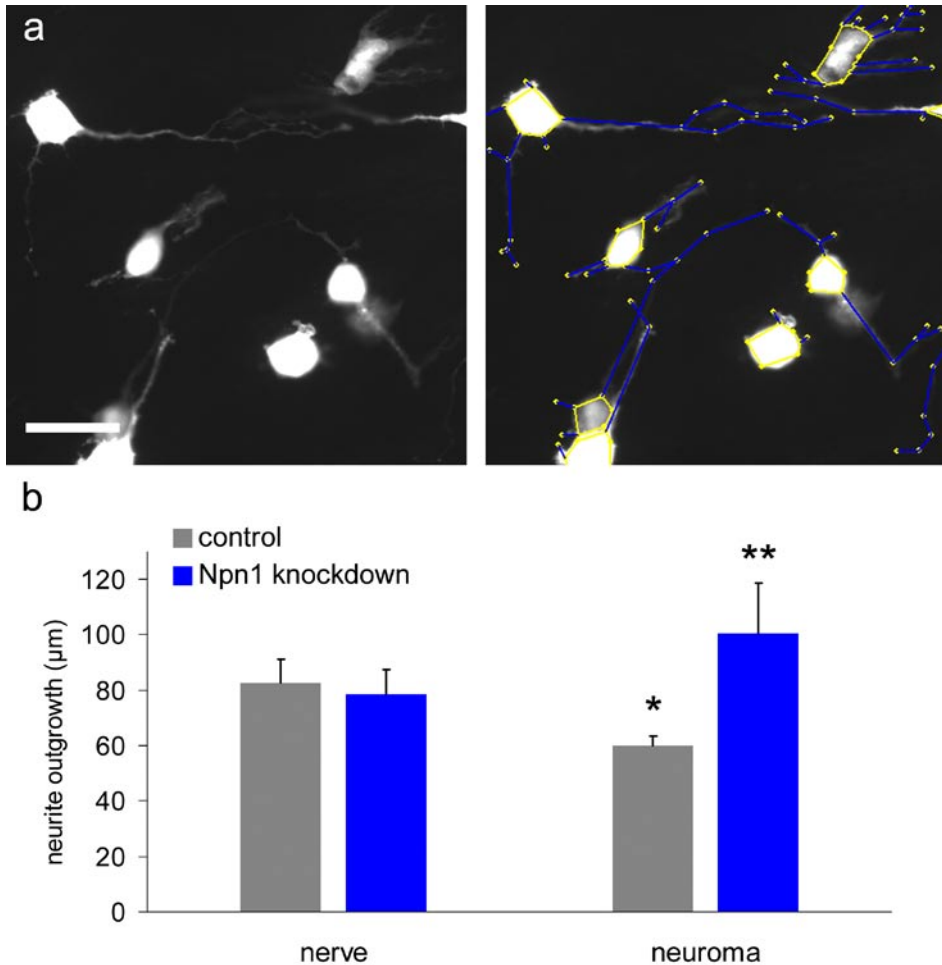 a
b
control
Npn1 knockdown
neurite outgrowth (µm)
120
100
80
60
40
20
0
*
**
nerve
neuroma